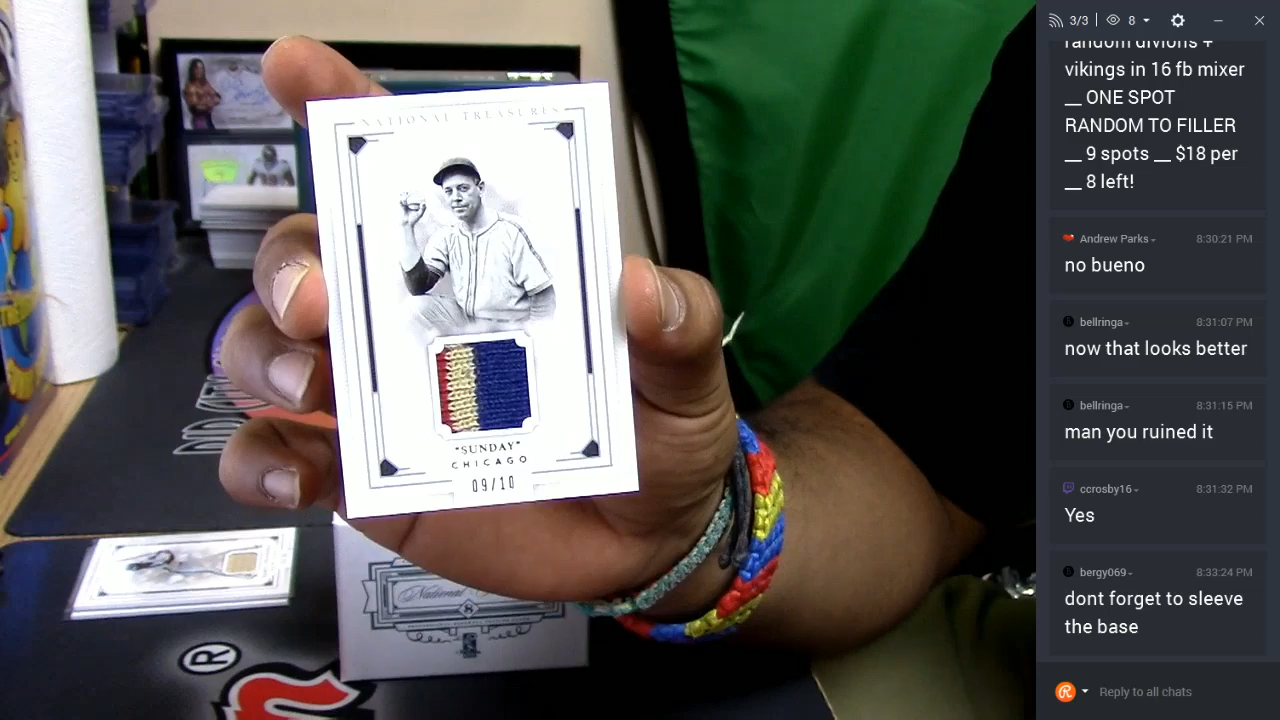 NATIONAL TREASURES
"SUNDAY"
CHICAGO
09/10
National
®
3/3
8
random divions +
vikings in 16 fb mixer
__ ONE SPOT
RANDOM TO FILLER
__ 9 spots __ $18 per
__ 8 left!
Andrew Parks
8:30:21 PM
no bueno
bellringa
8:31:07 PM
now that looks better
bellringa
8:31:15 PM
man you ruined it
ccrosby16
8:31:32 PM
Yes
bergy069
8:33:24 PM
dont forget to sleeve
the base
Reply to all chats